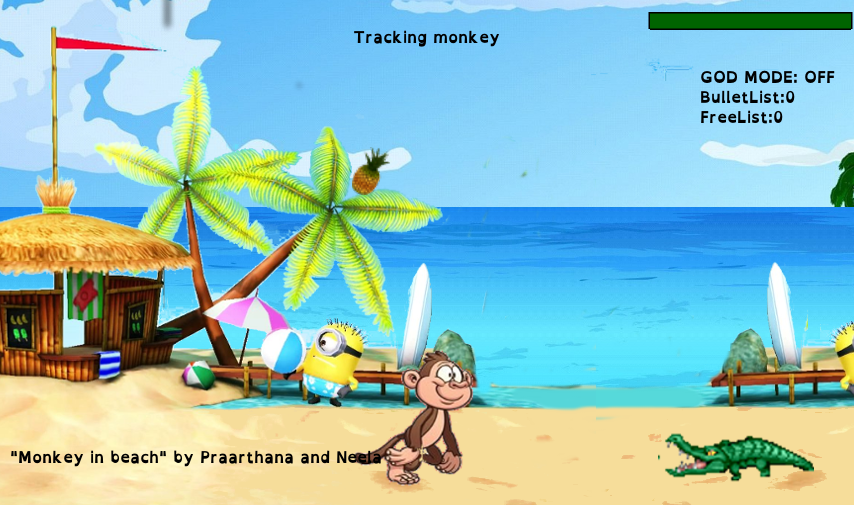 Tracking monkey
GOD MODE: OFF
BulletList:0
FreeList:0
"Monkey in beach" by Praarthana and Neela